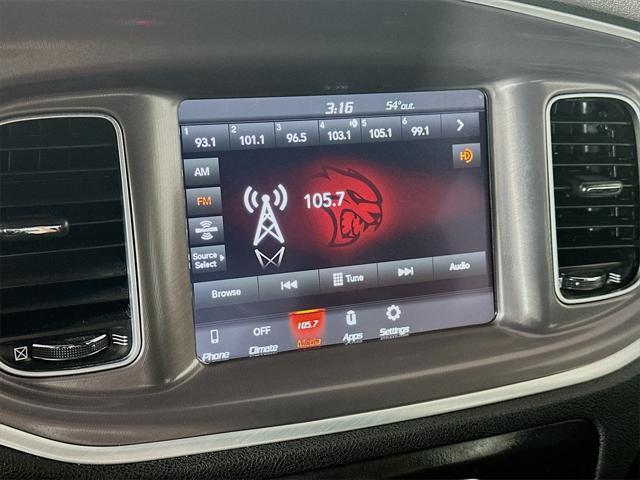 3:16 54°out.
1 2 3 4 HD 5 6
93.1 101.1 96.5 103.1 105.1 99.1
AM
HD
FM
105.7
Source
Select
Browse Tune Audio
OFF 105.7
Phone Climate Media Apps Settings